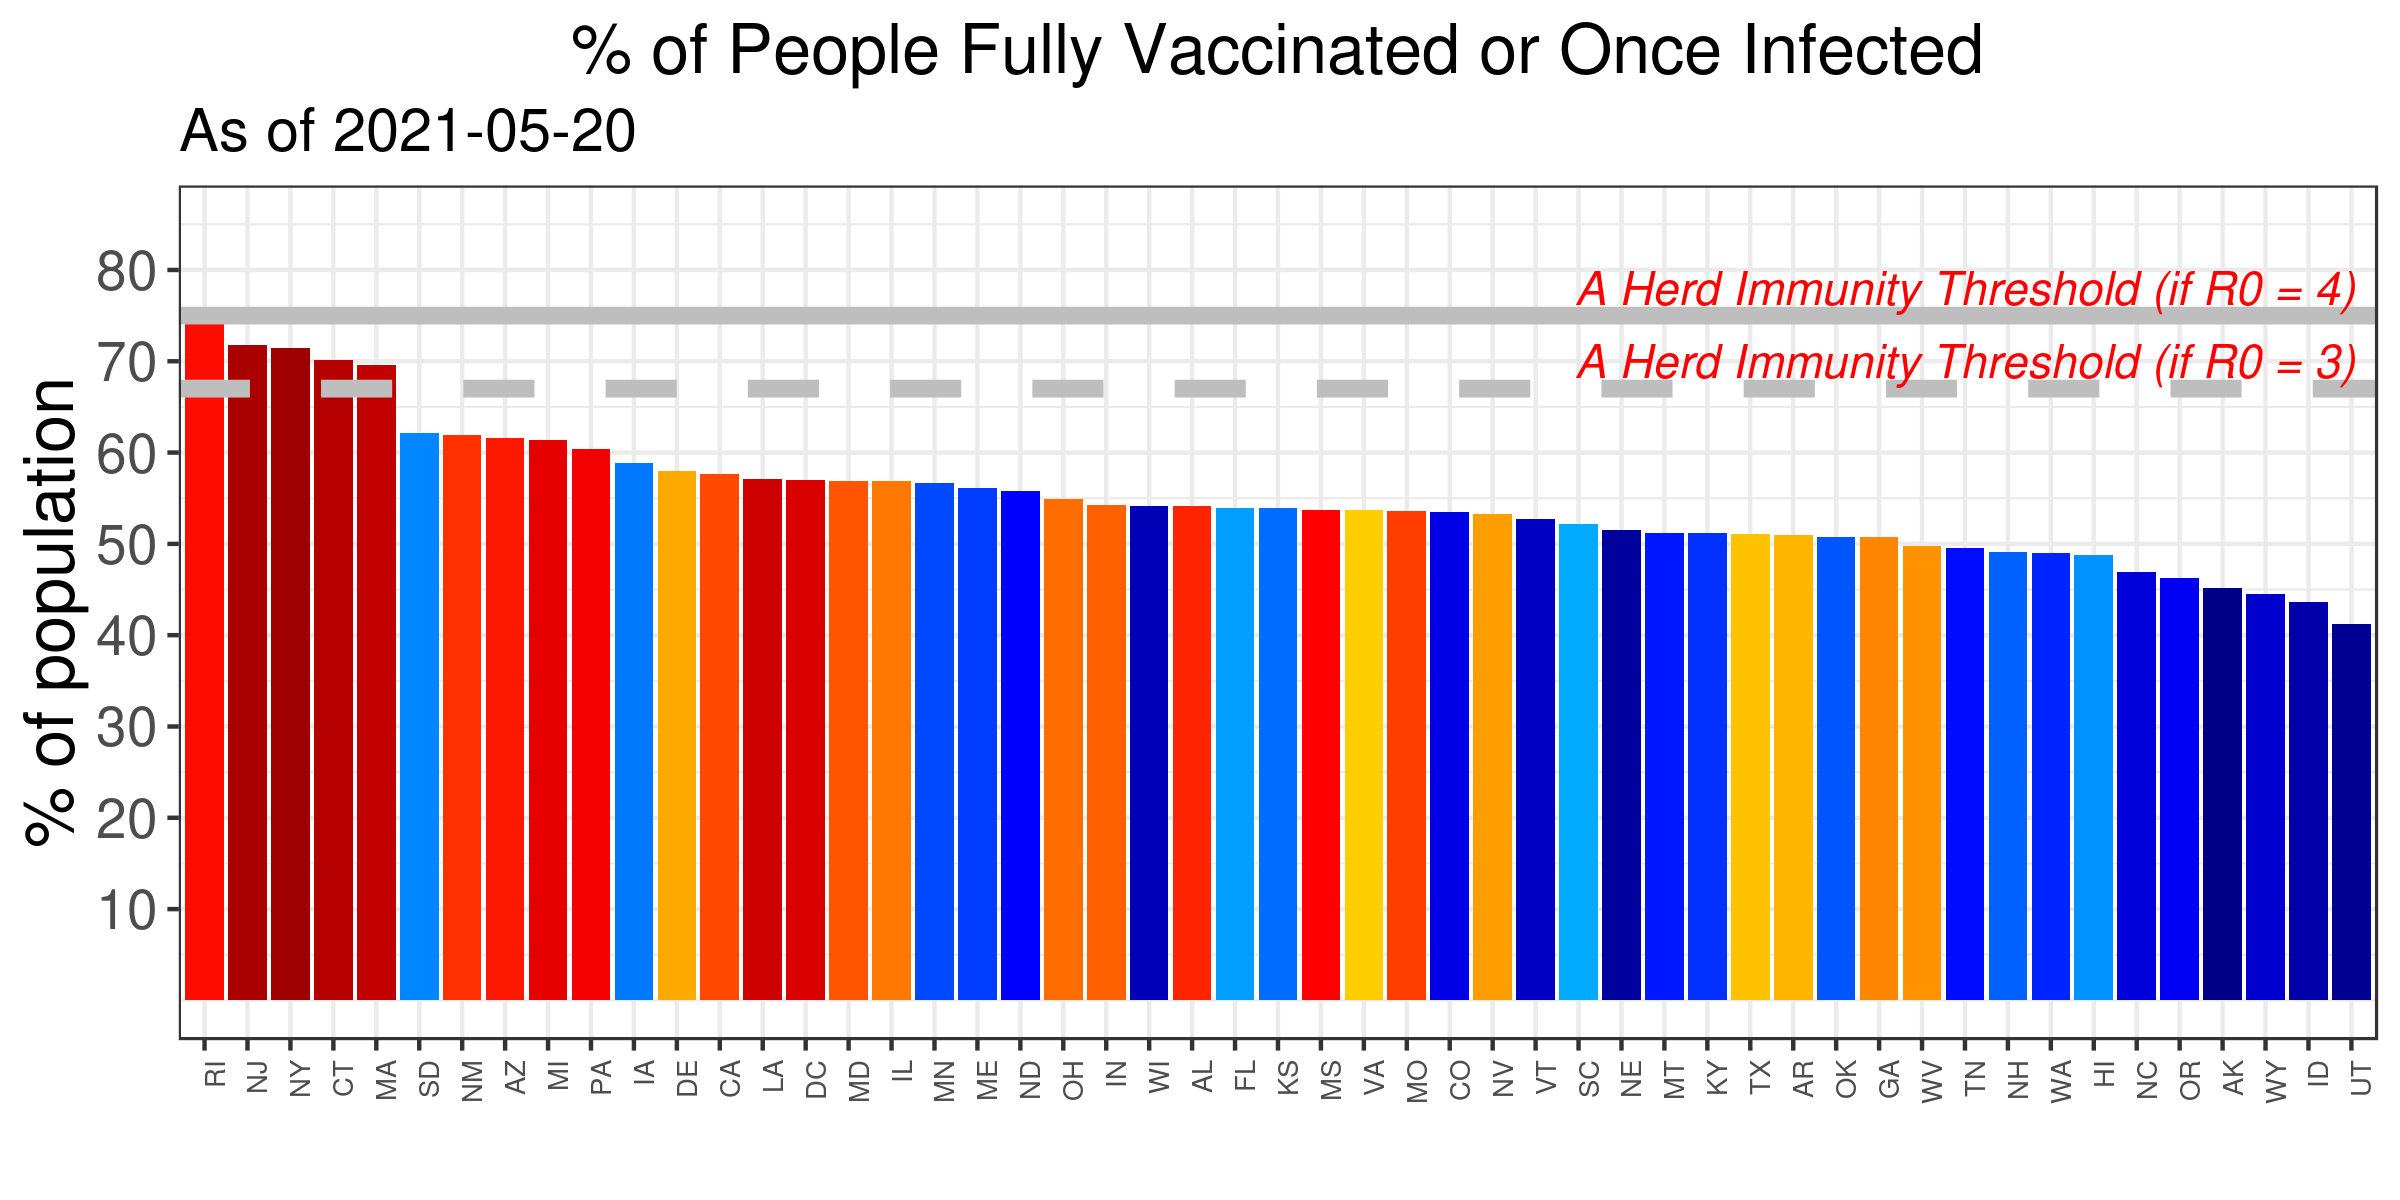 % of People Fully Vaccinated or Once Infected
As of 2021-05-20
% of population
80
70
60
50
40
30
20
10
A Herd Immunity Threshold (if R0 = 4)
A Herd Immunity Threshold (if R0 = 3)
RI NJ NY CT MA SD NM AZ MI PA IA DE CA LA DC MD IL MN ME ND OH IN WI AL FL KS MS VA MO CO NV VT SC NE MT KY TX AR OK GA WV TN NH WA HI NC OR AK WY ID UT